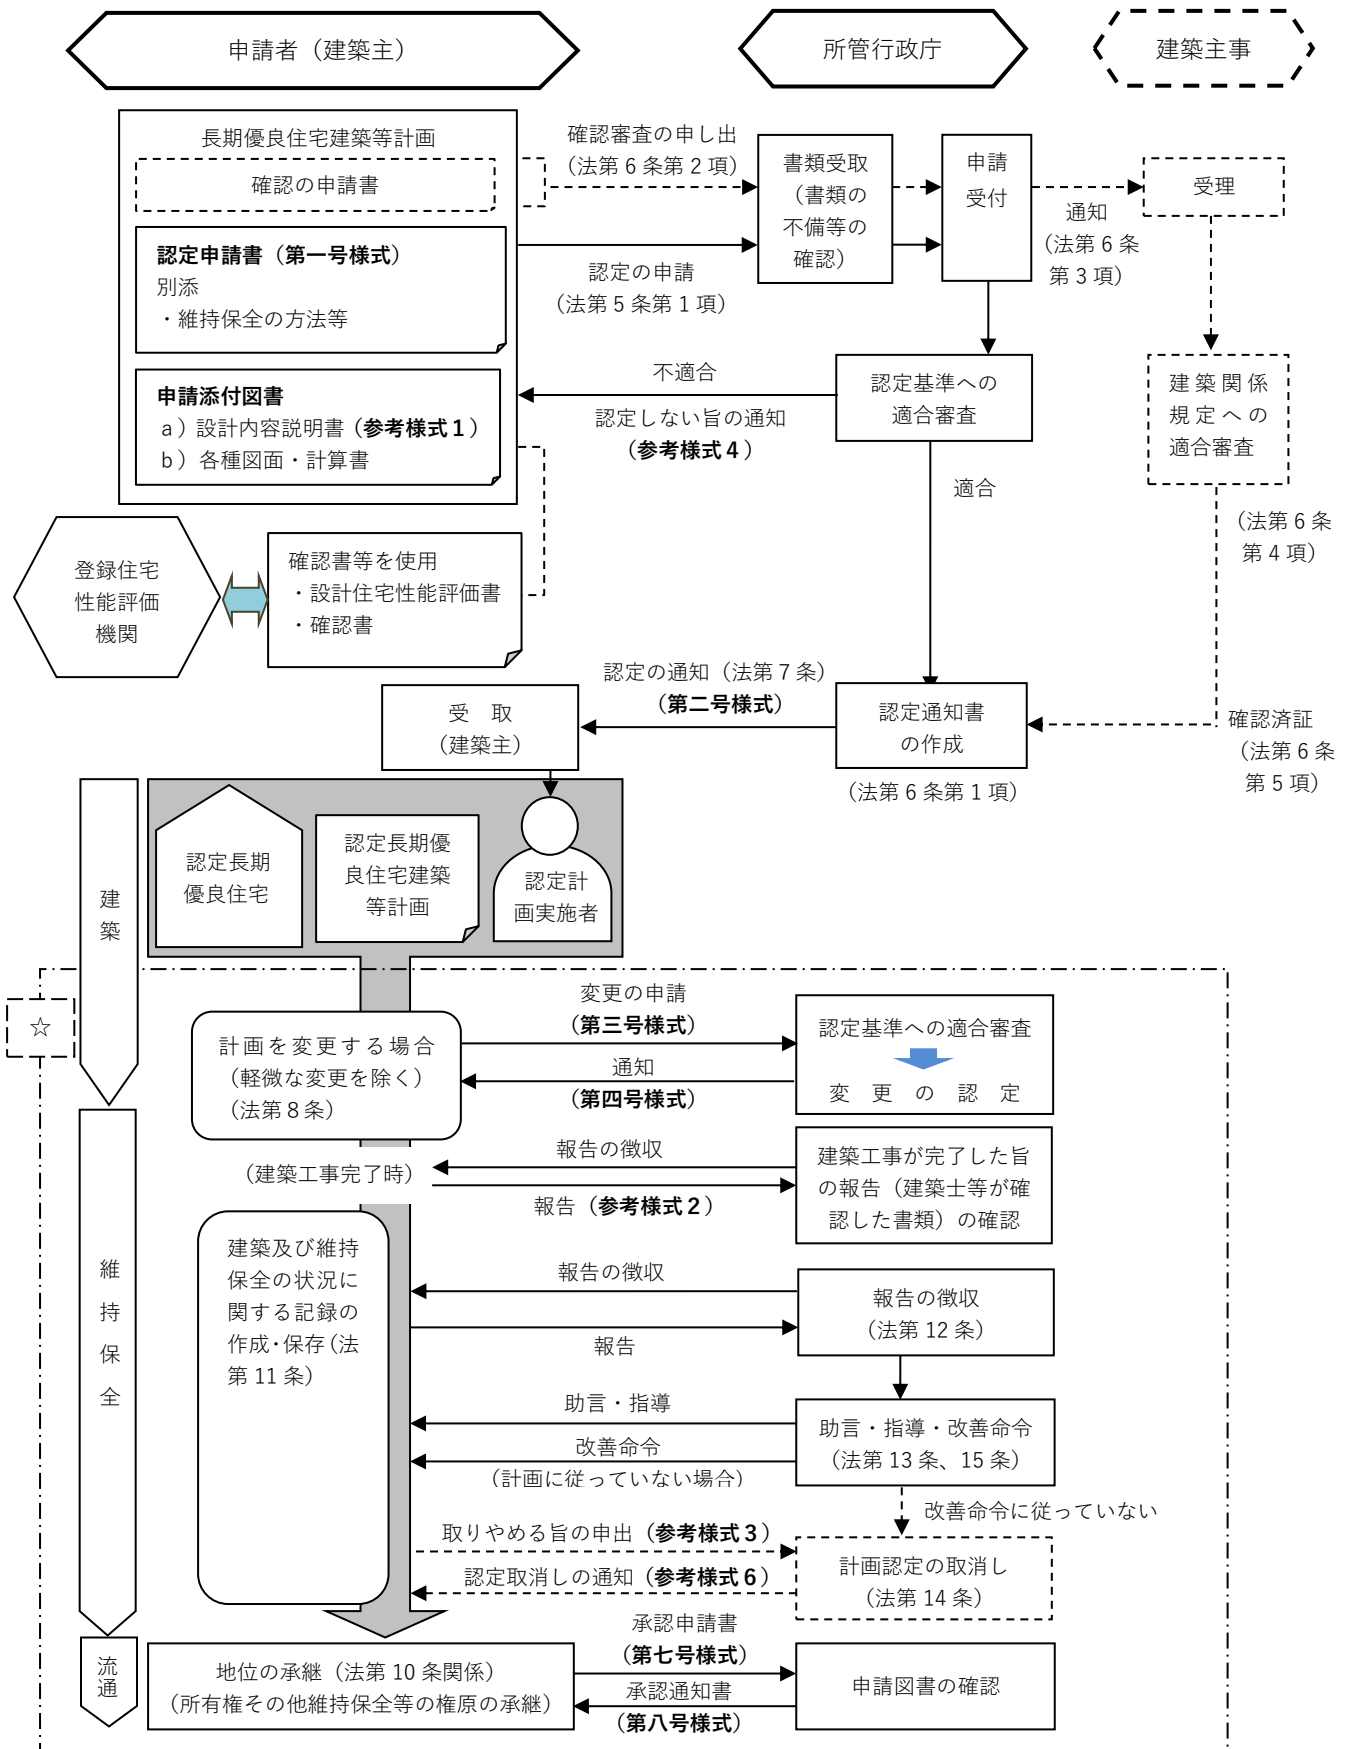 申請者（建築主）
所管行政庁
建築主事
長期優良住宅建築等計画
確認の申請書
認定申請書（第一号様式）
別添
・維持保全の方法等
申請添付図書
a）設計内容説明書（参考様式１）
b）各種図面・計算書
確認審査の申し出
（法第６条第２項）
認定の申請
（法第５条第１項）
書類受取
（書類の
不備等の
確認）
申請
受付
通知
（法第６条
第３項）
受理
不適合
認定しない旨の通知
（参考様式４）
認定基準への
適合審査
適合
建築関係
規定への
適合審査
（法第６条
第４項）
登録住宅
性能評価
機関
確認書等を使用
・設計住宅性能評価書
・確認書
認定の通知（法第７条）
（第二号様式）
受　取
（建築主）
認定通知書
の作成
（法第６条第１項）
確認済証
（法第６条
第５項）
建築
認定長期
優良住宅
認定長期優
良住宅建築
等計画
認定計
画実施者
☆
計画を変更する場合
（軽微な変更を除く）
（法第８条）
変更の申請
（第三号様式）
通知
（第四号様式）
認定基準への適合審査
変　更　の　認　定
（建築工事完了時）
報告の徴収
報告（参考様式２）
建築工事が完了した旨
の報告（建築士等が確
認した書類）の確認
維持保全
建築及び維持
保全の状況に
関する記録の
作成・保存（法
第 11 条）
報告の徴収
報告
報告の徴収
（法第 12 条）
助言・指導
改善命令
（計画に従っていない場合）
助言・指導・改善命令
（法第 13 条、15 条）
改善命令に従っていない
取りやめる旨の申出（参考様式３）
認定取消しの通知（参考様式６）
計画認定の取消し
（法第 14 条）
流通
地位の承継（法第 10 条関係）
（所有権その他維持保全等の権原の承継）
承認申請書
（第七号様式）
承認通知書
（第八号様式）
申請図書の確認